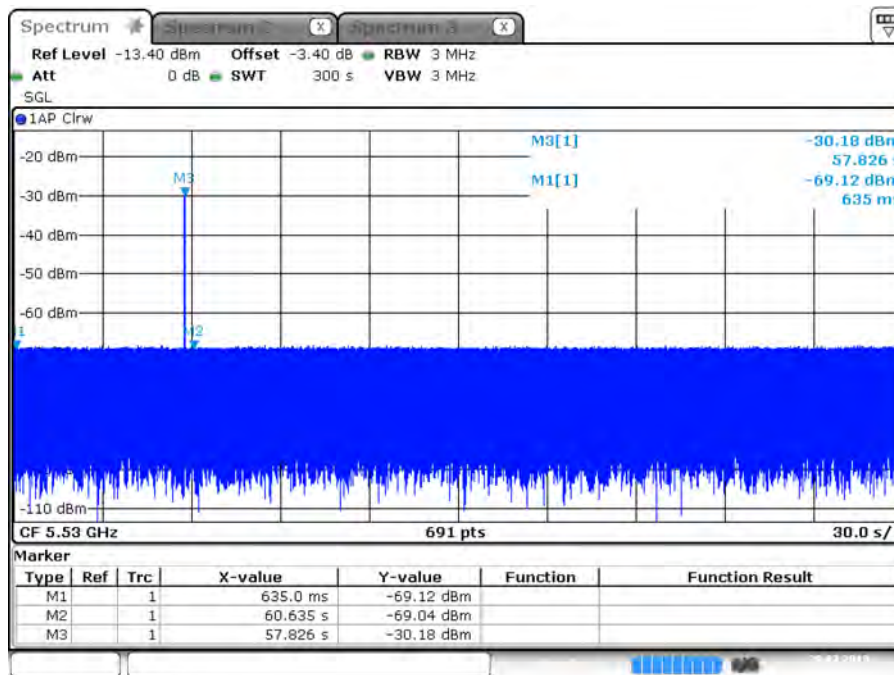 Spectrum Spectrum 2 X Spectrum 3 X
Ref Level -13.40 dBm Offset -3.40 dB RBW 3 MHz
Att 0 dB SWT 300 s VBW 3 MHz
SGL
1AP Clrw
M3[1] -30.18 dBm
57.826 s
M1[1] -69.12 dBm
635 ms
-20 dBm
M3
-30 dBm
-40 dBm
-50 dBm
-60 dBm
M2
-110 dBm
CF 5.53 GHz 691 pts 30.0 s/
Marker
Type Ref Trc X-value Y-value Function Function Result
M1 1 635.0 ms -69.12 dBm
M2 1 60.635 s -69.04 dBm
M3 1 57.826 s -30.18 dBm